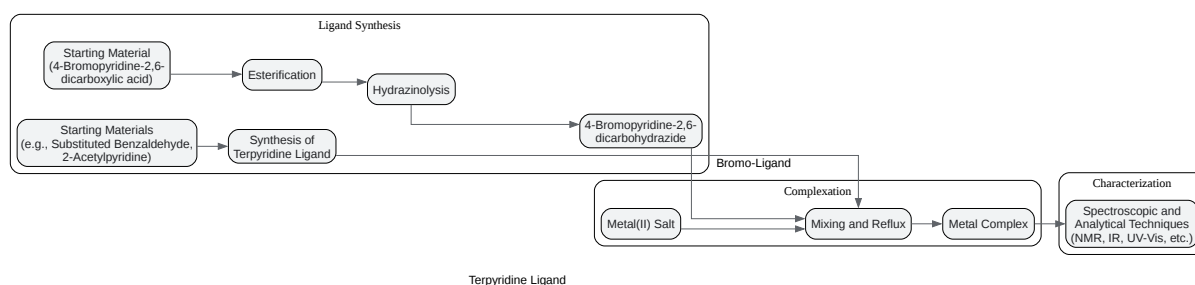 Ligand Synthesis
Starting Material
(4-Bromopyridine-2,6-
dicarboxylic acid)
Esterification
Hydrazinolysis
4-Bromopyridine-2,6-
dicarbohydrazide
Starting Materials
(e.g., Substituted Benzaldehyde,
2-Acetylpyridine)
Synthesis of
Terpyridine Ligand
Bromo-Ligand
Complexation
Metal(II) Salt
Mixing and Reflux
Metal Complex
Characterization
Spectroscopic and
Analytical Techniques
(NMR, IR, UV-Vis, etc.)
Terpyridine Ligand